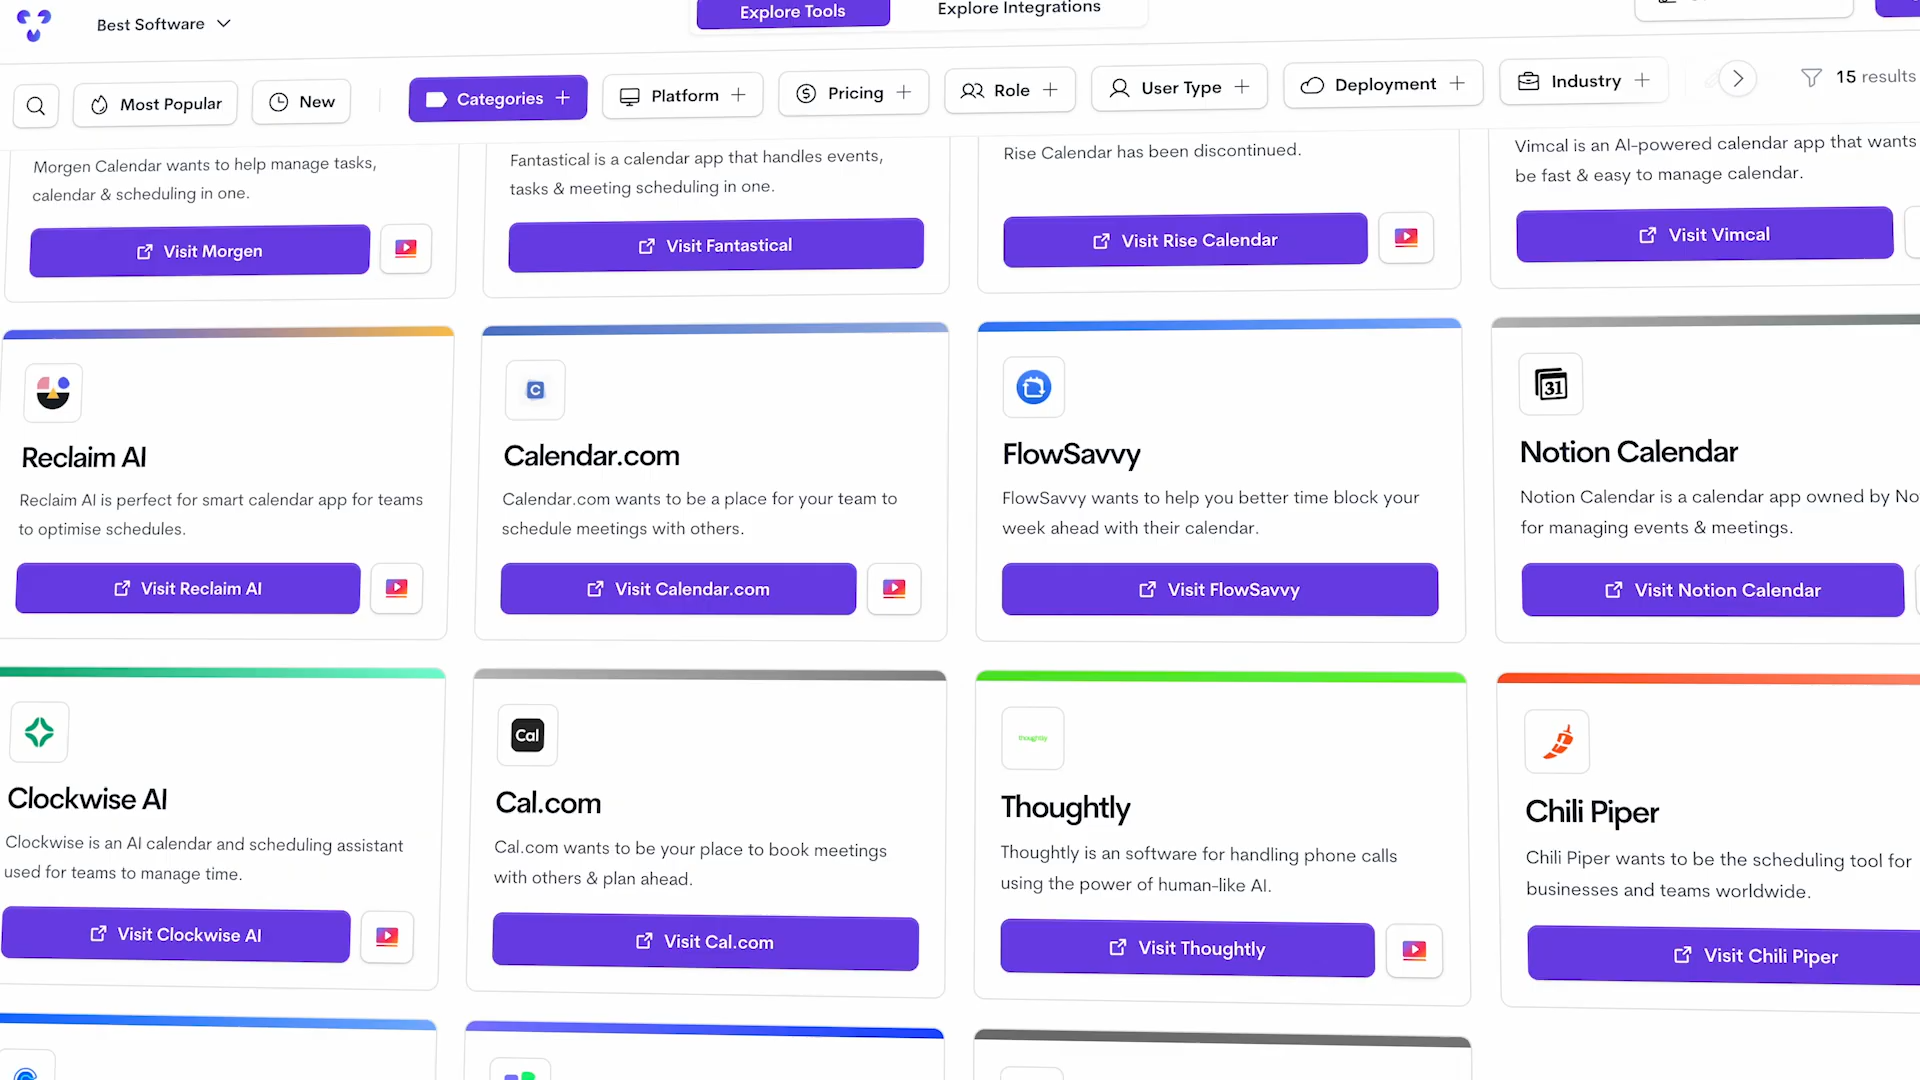 Best Software
Explore Tools
Explore Integrations
Most Popular
New
Categories
Platform
Pricing
Role
User Type
Deployment
Industry
15 results
Morgen Calendar wants to help manage tasks,
calendar & scheduling in one.
Visit Morgen
Fantastical is a calendar app that handles events,
tasks & meeting scheduling in one.
Visit Fantastical
Rise Calendar has been discontinued.
Visit Rise Calendar
Vimcal is an AI-powered calendar app that wants
be fast & easy to manage calendar.
Visit Vimcal
Reclaim AI
Reclaim AI is perfect for smart calendar app for teams
to optimise schedules.
Visit Reclaim AI
C
Calendar.com
Calendar.com wants to be a place for your team to
schedule meetings with others.
Visit Calendar.com
FlowSavvy
FlowSavvy wants to help you better time block your
week ahead with their calendar.
Visit FlowSavvy
31
Notion Calendar
Notion Calendar is a calendar app owned by No
for managing events & meetings.
Visit Notion Calendar
Clockwise AI
Clockwise is an AI calendar and scheduling assistant
used for teams to manage time.
Visit Clockwise AI
Cal
Cal.com
Cal.com wants to be your place to book meetings
with others & plan ahead.
Visit Cal.com
thoughtly
Thoughtly
Thoughtly is an software for handling phone calls
using the power of human-like AI.
Visit Thoughtly
Chili Piper
Chili Piper wants to be the scheduling tool for
businesses and teams worldwide.
Visit Chili Piper